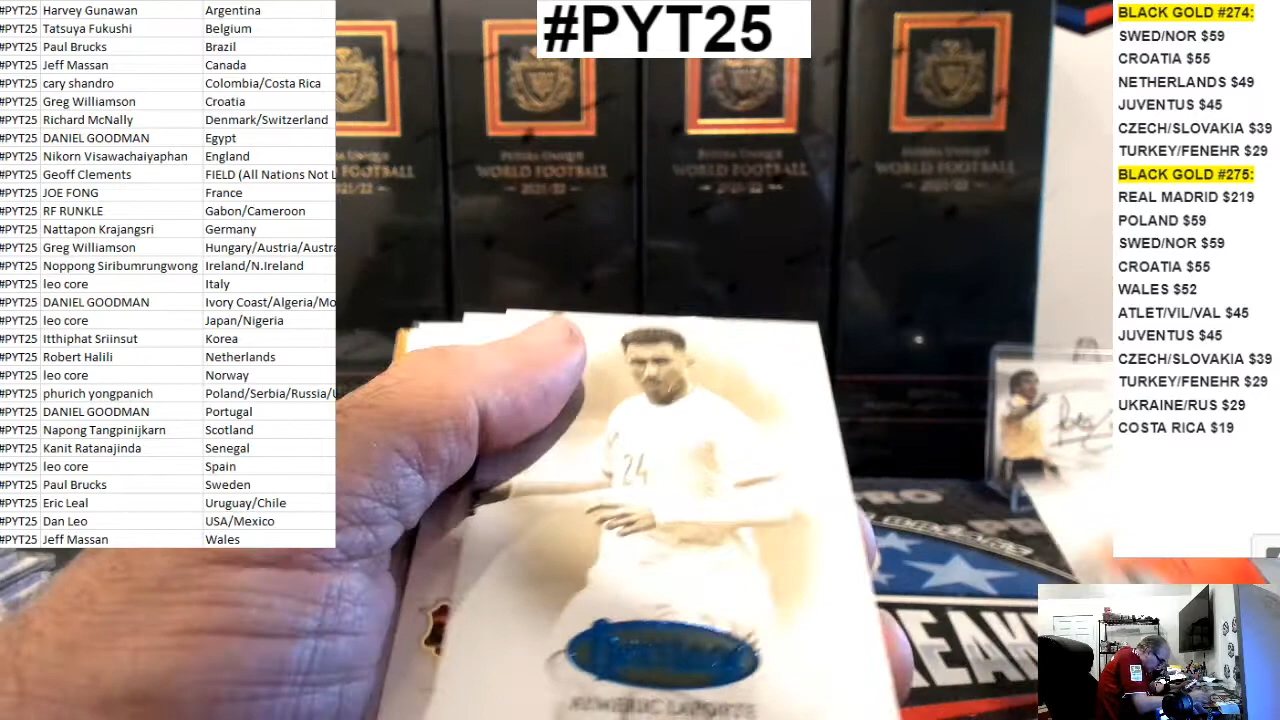 #PYT25
#PYT25 Harvey Gunawan Argentina
#PYT25 Tatsuya Fukushi Belgium
#PYT25 Paul Brucks Brazil
#PYT25 Jeff Massan Canada
#PYT25 cary shandro Colombia/Costa Rica
#PYT25 Greg Williamson Croatia
#PYT25 Richard McNally Denmark/Switzerland
#PYT25 DANIEL GOODMAN Egypt
#PYT25 Nikorn Visawachaiyaphan England
#PYT25 Geoff Clements FIELD (All Nations Not L
#PYT25 JOE FONG France
#PYT25 RF RUNKLE Gabon/Cameroon
#PYT25 Nattapon Krajangsri Germany
#PYT25 Greg Williamson Hungary/Austria/Austra
#PYT25 Noppong Siribumrungwong Ireland/N.Ireland
#PYT25 leo core Italy
#PYT25 DANIEL GOODMAN Ivory Coast/Algeria/Mo
#PYT25 leo core Japan/Nigeria
#PYT25 Itthiphat Sriinsut Korea
#PYT25 Robert Halili Netherlands
#PYT25 leo core Norway
#PYT25 phurich yongpanich Poland/Serbia/Russia/U
#PYT25 DANIEL GOODMAN Portugal
#PYT25 Napong Tangpinijkarn Scotland
#PYT25 Kanit Ratanajinda Senegal
#PYT25 leo core Spain
#PYT25 Paul Brucks Sweden
#PYT25 Eric Leal Uruguay/Chile
#PYT25 Dan Leo USA/Mexico
#PYT25 Jeff Massan Wales
BLACK GOLD #274:
SWED/NOR $59
CROATIA $55
NETHERLANDS $49
JUVENTUS $45
CZECH/SLOVAKIA $39
TURKEY/FENEHR $29
BLACK GOLD #275:
REAL MADRID $219
POLAND $59
SWED/NOR $59
CROATIA $55
WALES $52
ATLET/VIL/VAL $45
JUVENTUS $45
CZECH/SLOVAKIA $39
TURKEY/FENEHR $29
UKRAINE/RUS $29
COSTA RICA $19
WORLD FOOTBALL
WORLD FOOTBALL
WORLD FOOTBALL
24
AYMERIC LAPORTE
REAK